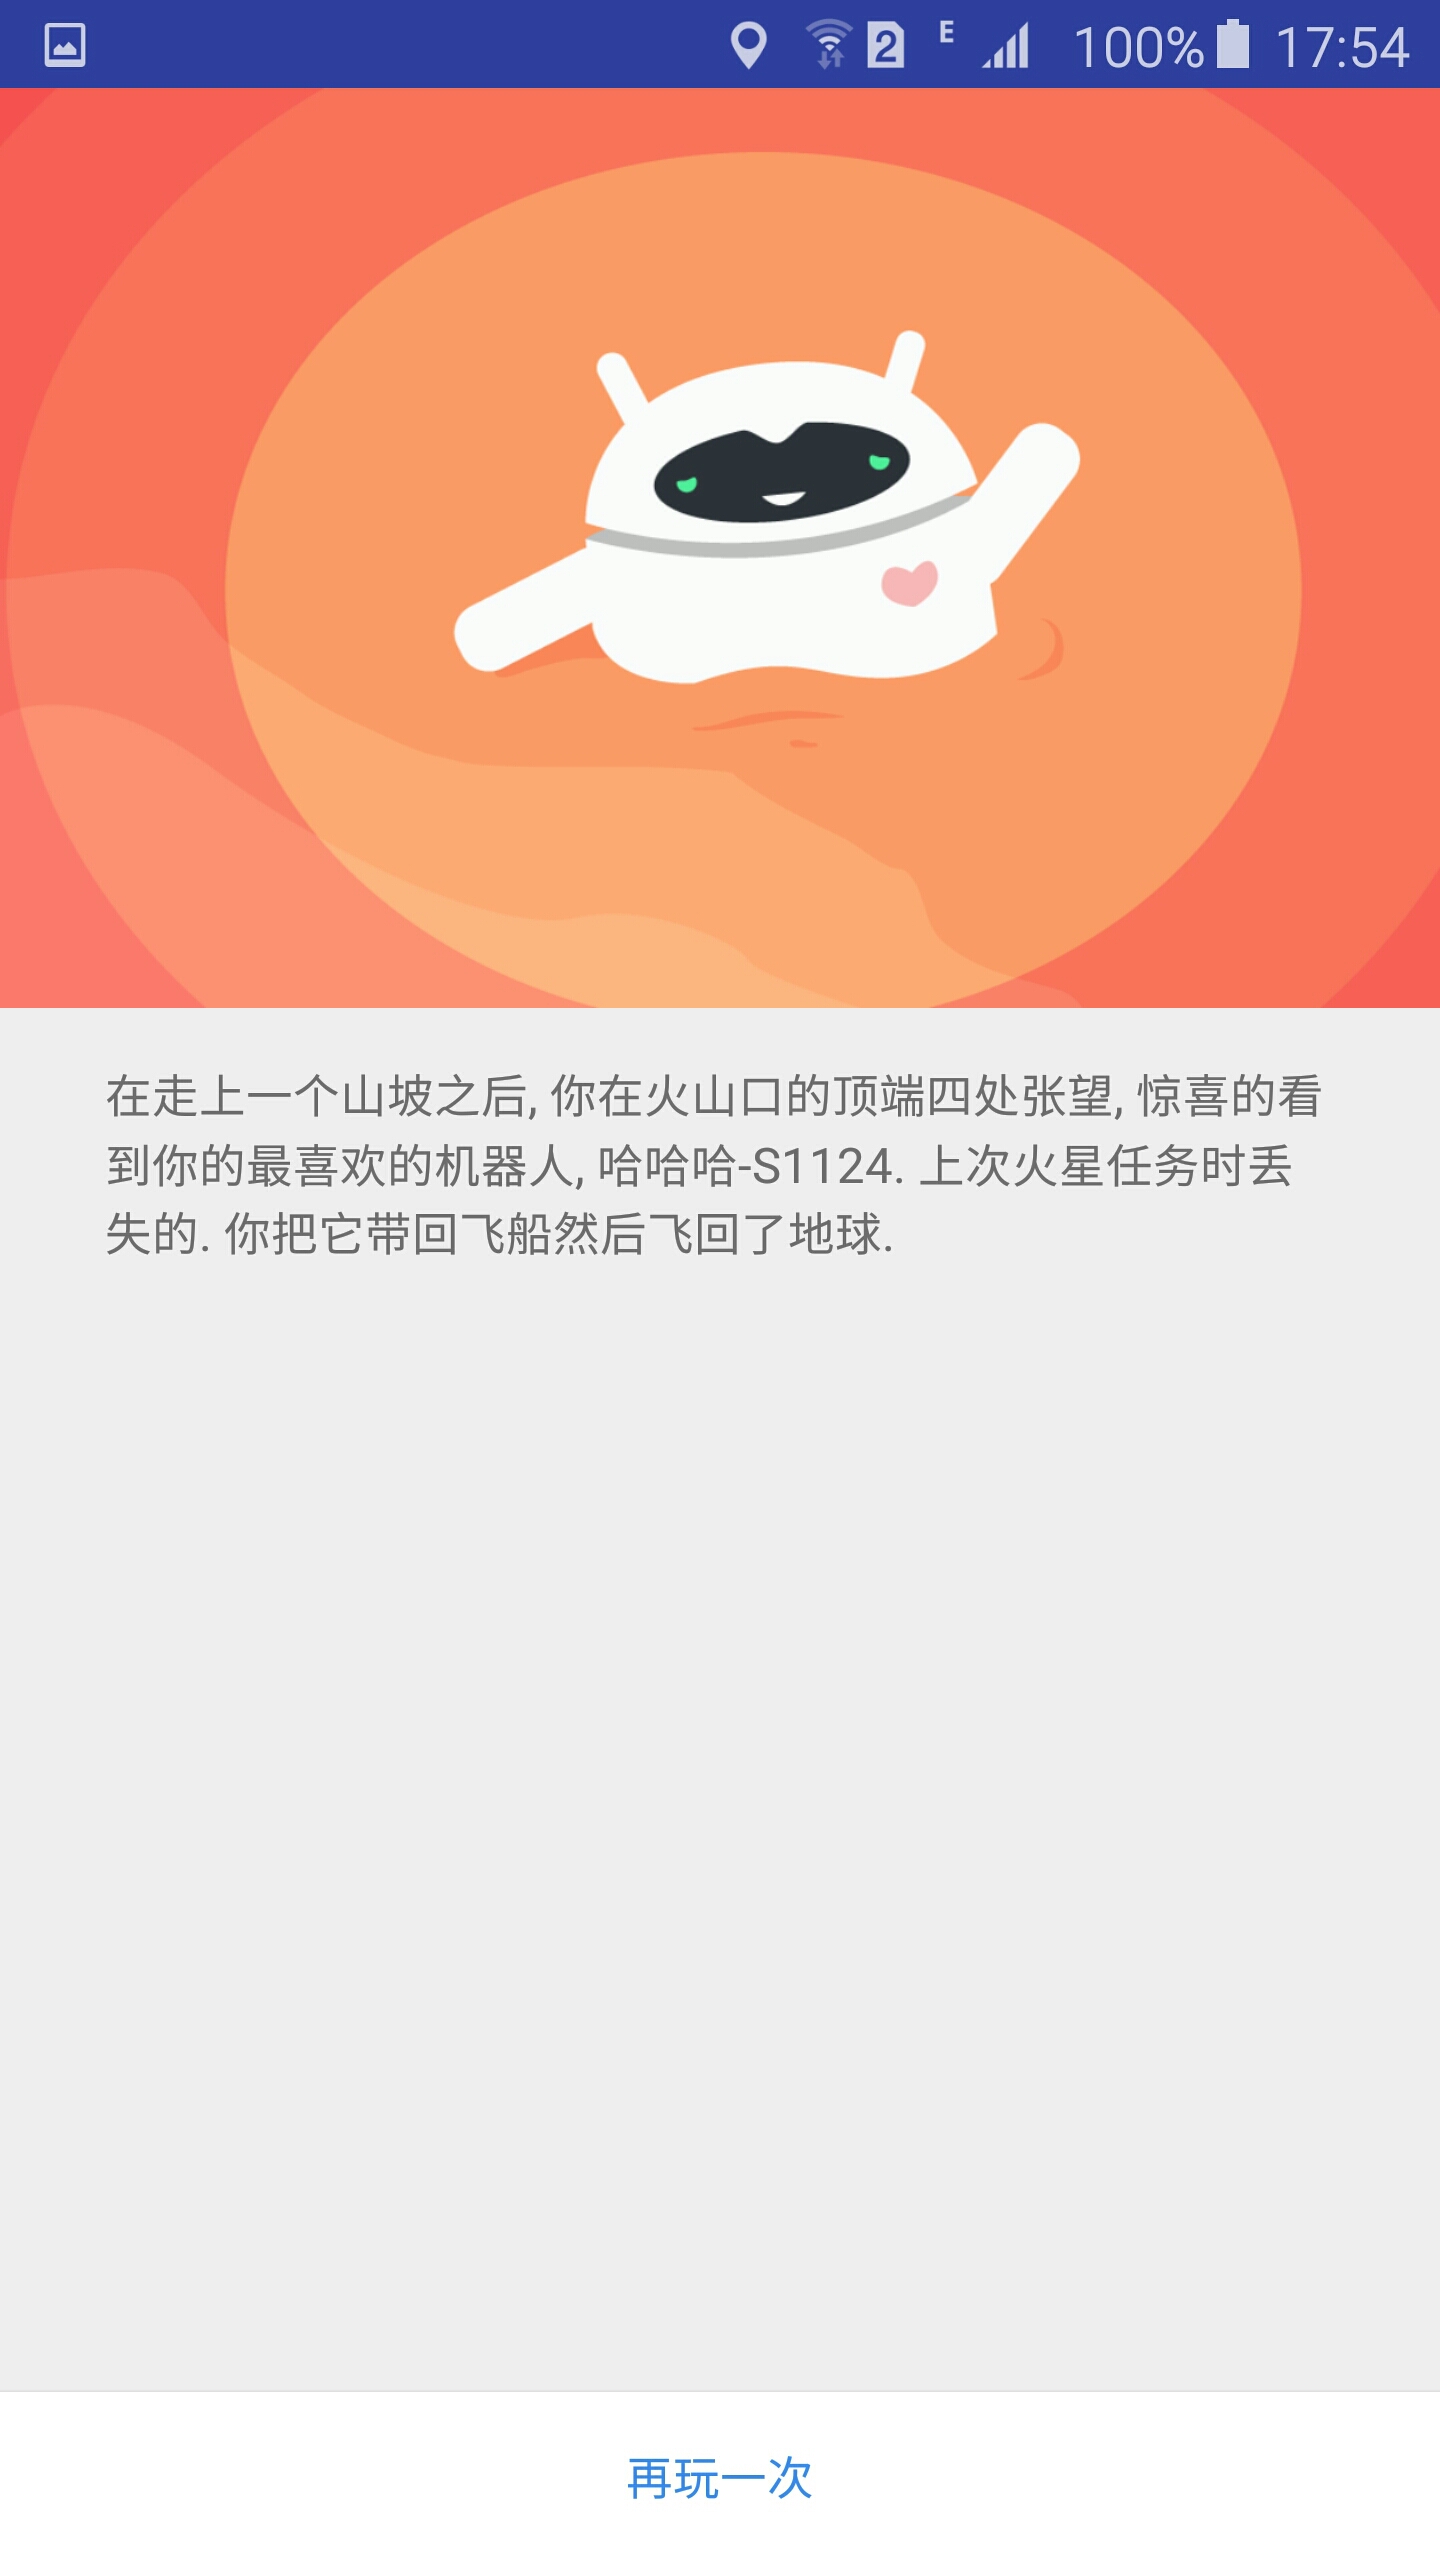 2 E 100% 17:54
在走上一个山坡之后, 你在火山口的顶端四处张望, 惊喜的看
到你的最喜欢的机器人, 哈哈哈-S1124. 上次火星任务时丢
失的. 你把它带回飞船然后飞回了地球.
再玩一次